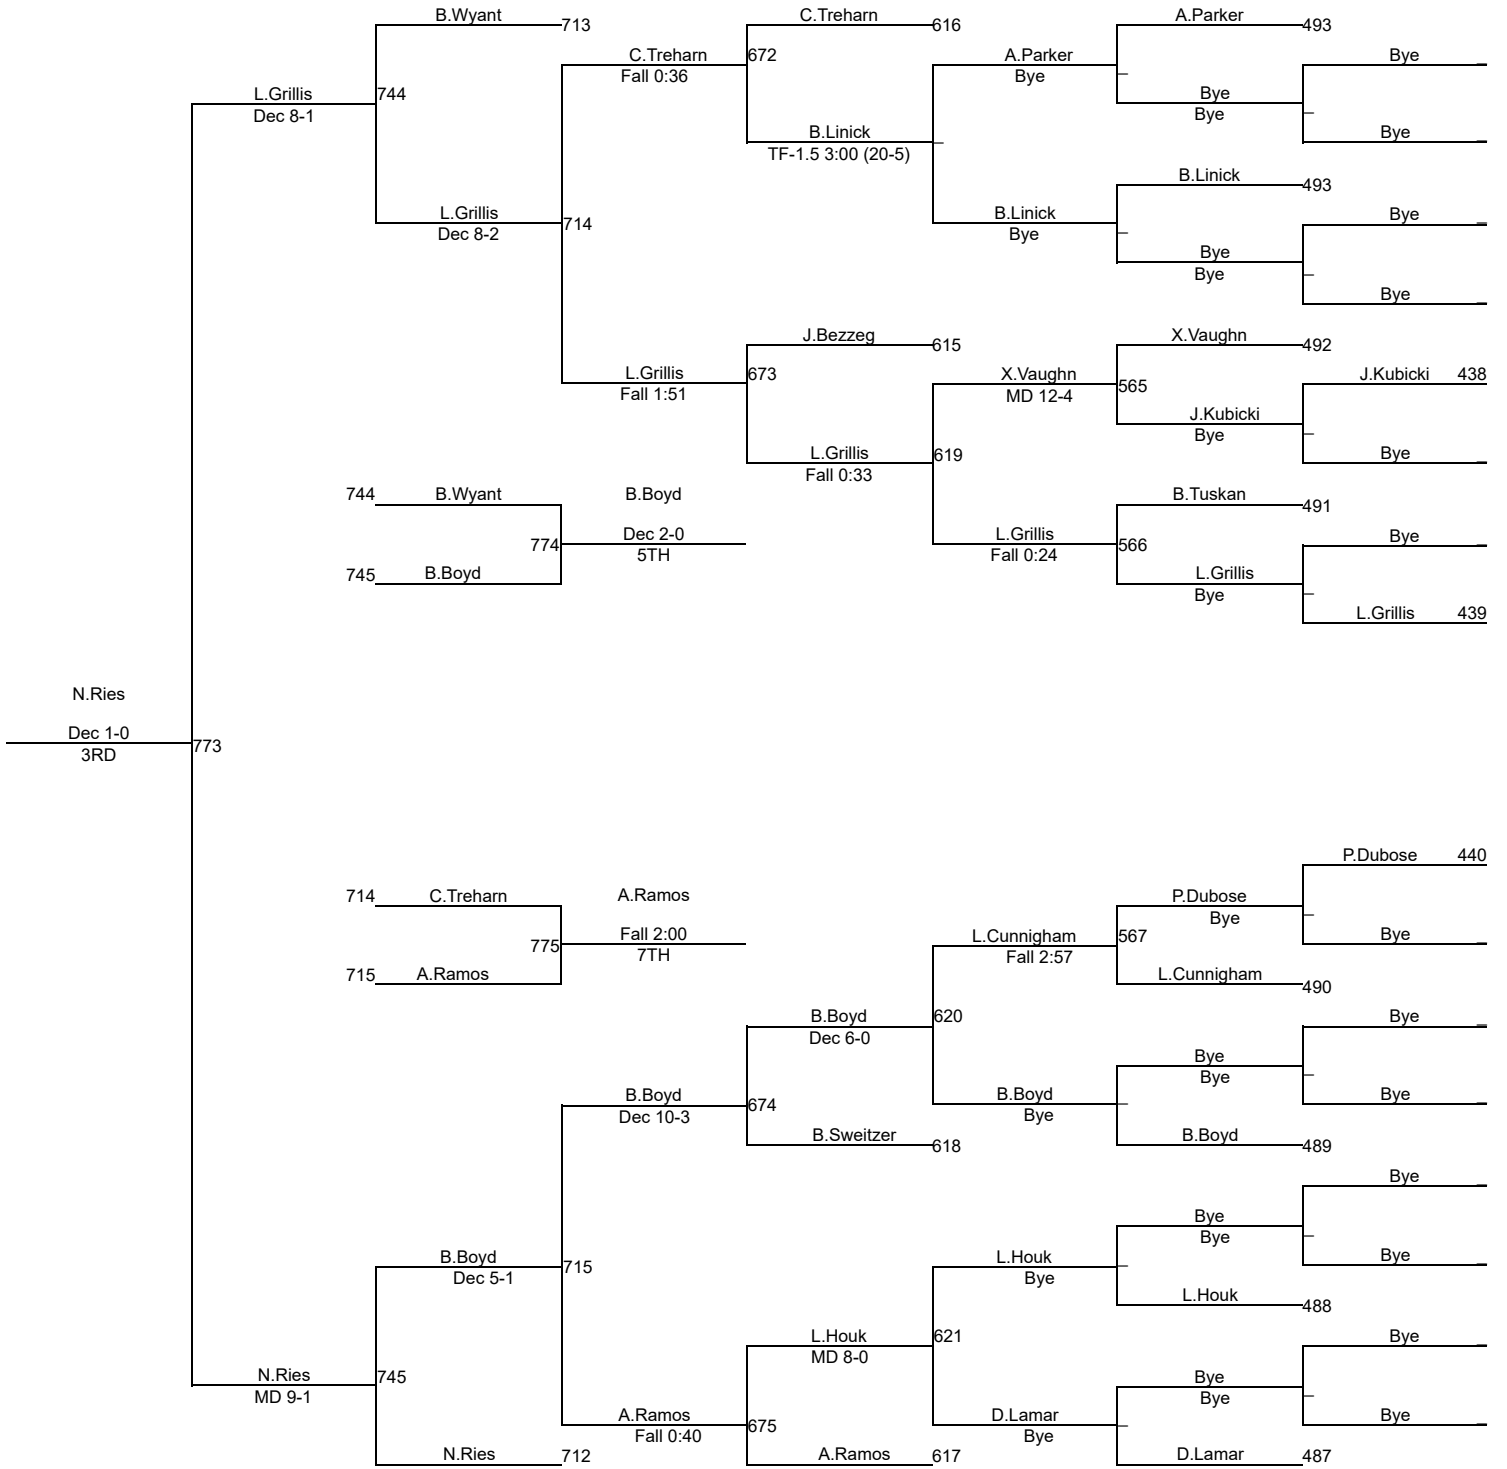 B.Wyant
713
C.Treharn
616
A.Parker
493
C.Treharn
672
Fall 0:36
A.Parker
Bye
Bye
L.Grillis
744
Dec 8-1
Bye
Bye
B.Linick
TF-1.5 3:00 (20-5)
Bye
B.Linick
493
L.Grillis
714
Dec 8-2
B.Linick
Bye
Bye
Bye
Bye
Bye
J.Bezzeg
615
X.Vaughn
492
L.Grillis
673
Fall 1:51
X.Vaughn
565
MD 12-4
J.Kubicki 438
J.Kubicki
Bye
L.Grillis
619
Fall 0:33
Bye
744 B.Wyant
B.Boyd
B.Tuskan
491
774
Dec 2-0
5TH
L.Grillis
566
Fall 0:24
Bye
745 B.Boyd
L.Grillis
Bye
L.Grillis 439
N.Ries
Dec 1-0
773
3RD
P.Dubose 440
714 C.Treharn
A.Ramos
P.Dubose
Bye
775
Fall 2:00
7TH
L.Cunnigham
567
Fall 2:57
Bye
715 A.Ramos
L.Cunnigham
490
B.Boyd
620
Dec 6-0
Bye
Bye
Bye
B.Boyd
674
Dec 10-3
B.Boyd
Bye
Bye
B.Sweitzer
618
B.Boyd
489
Bye
Bye
Bye
B.Boyd
715
Dec 5-1
L.Houk
Bye
Bye
L.Houk
488
L.Houk
621
MD 8-0
Bye
N.Ries
745
MD 9-1
Bye
Bye
A.Ramos
675
Fall 0:40
D.Lamar
Bye
Bye
N.Ries
712
A.Ramos
617
D.Lamar
487